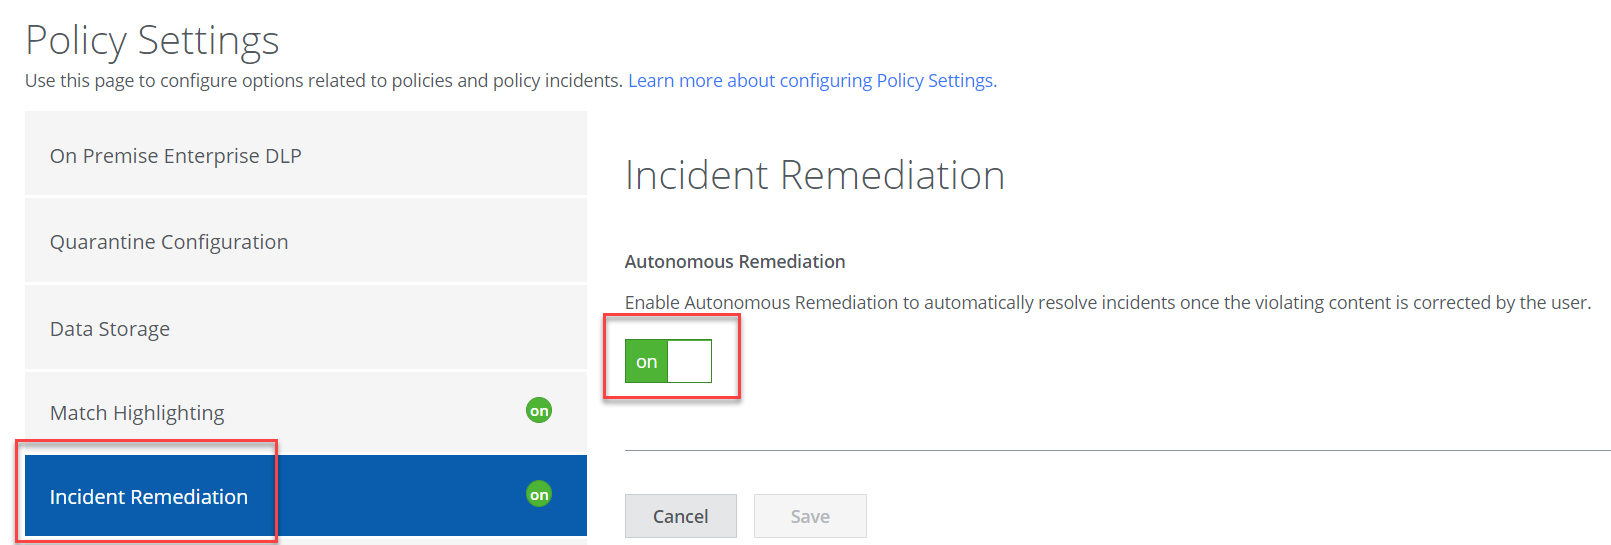 Policy Settings
Use this page to configure options related to policies and policy incidents. Learn more about configuring Policy Settings.
On Premise Enterprise DLP
Quarantine Configuration
Data Storage
Match Highlighting on
Incident Remediation on
Incident Remediation
Autonomous Remediation
Enable Autonomous Remediation to automatically resolve incidents once the violating content is corrected by the user.
on
Cancel Save